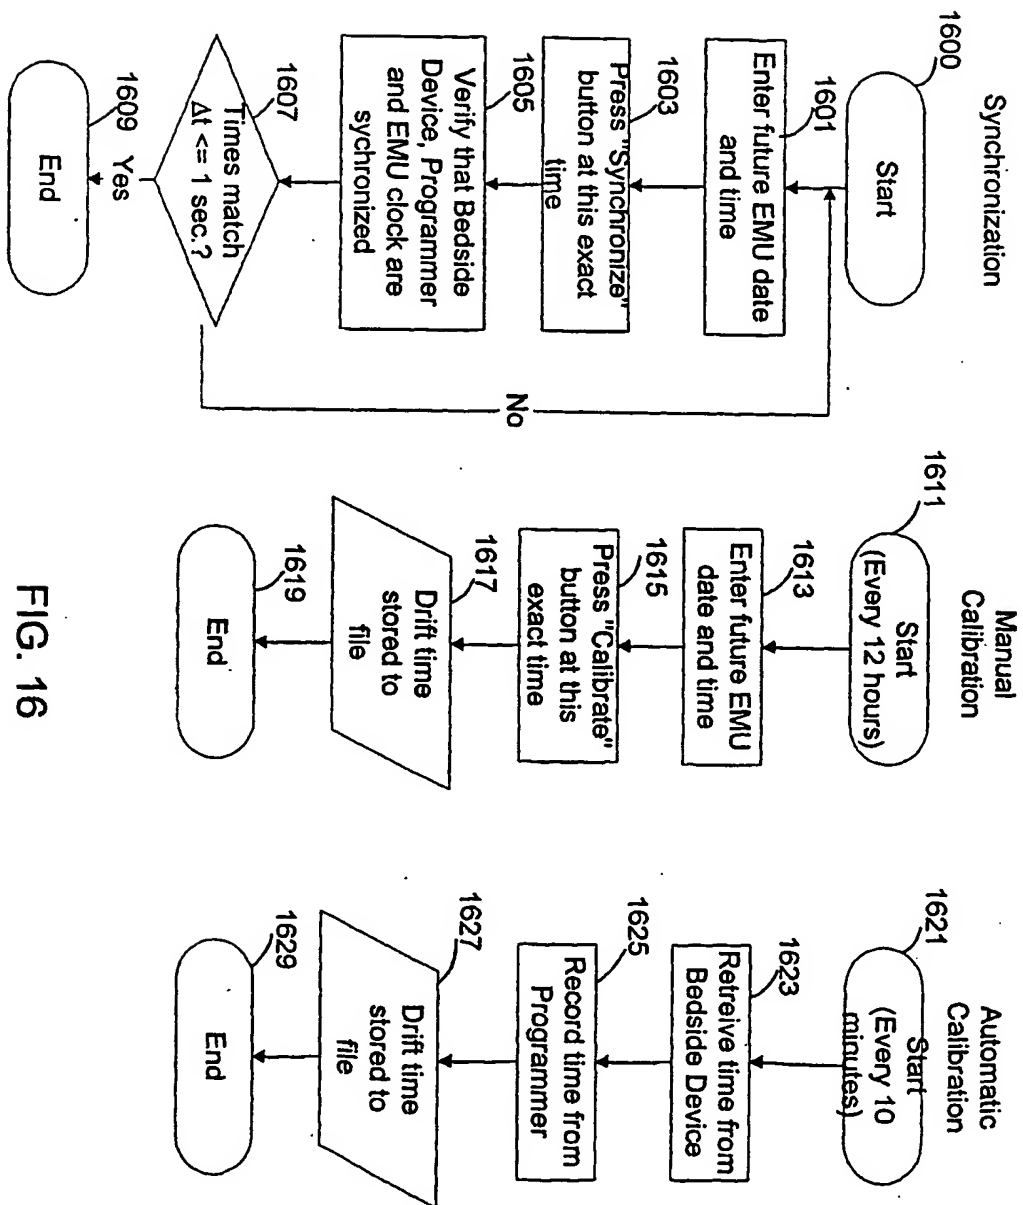 Synchronization
1600
Start
1601
Enter future EMU date
and time
1603
Press "Synchronize"
button at this exact
time
1605
Verify that Bedside
Device, Programmer
and EMU clock are
sychronized
1607
Times match
Δt <= 1 sec.?
No
1609
Yes
End
Manual
Calibration
1611
Start
(Every 12 hours)
1613
Enter future EMU
date and time
1615
Press "Calibrate"
button at this
exact time
1617
Drift time
stored to
file
1619
End
Automatic
Calibration
1621
Start
(Every 10
minutes)
1623
Retreive time from
Bedside Device
1625
Record time from
Programmer
1627
Drift time
stored to
file
1629
End
FIG. 16